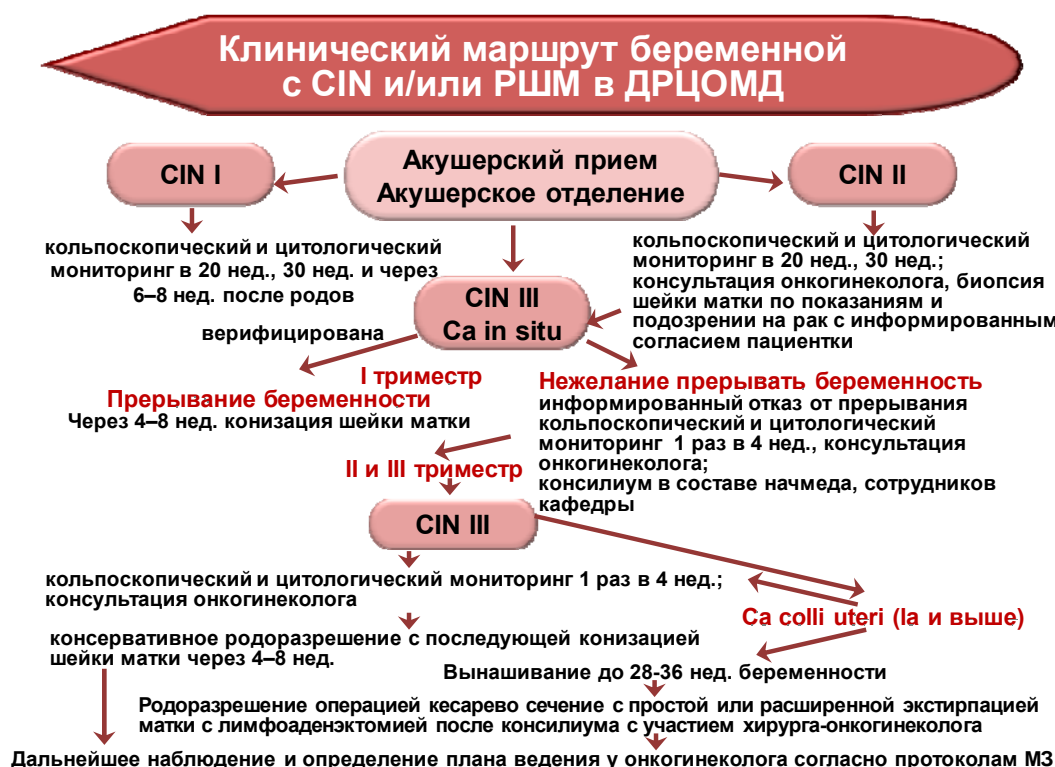 Клинический маршрут беременной
с CIN и/или РШМ в ДРЦОМД
CIN I
Акушерский прием
Акушерское отделение
CIN II
кольпоскопический и цитологический
мониторинг в 20 нед., 30 нед. и через
6–8 нед. после родов
кольпоскопический и цитологический
мониторинг в 20 нед., 30 нед.;
консультация онкогинеколога, биопсия
шейки матки по показаниям и
подозрении на рак с информированным
согласием пациентки
CIN III
Ca in situ
верифицирована
I триместр
Прерывание беременности
Через 4–8 нед. конизация шейки матки
Нежелание прерывать беременность
информированный отказ от прерывания
кольпоскопический и цитологический
мониторинг 1 раз в 4 нед., консультация
онкогинеколога;
консилиум в составе начмеда, сотрудников
кафедры
II и III триместр
CIN III
кольпоскопический и цитологический мониторинг 1 раз в 4 нед.;
консультация онкогинеколога
Ca colli uteri (Ia и выше)
консервативное родоразрешение с последующей конизацией
шейки матки через 4–8 нед.
Вынашивание до 28-36 нед. беременности
Родоразрешение операцией кесарево сечение с простой или расширенной экстирпацией
матки с лимфоаденэктомией после консилиума с участием хирурга-онкогинеколога
Дальнейшее наблюдение и определение плана ведения у онкогинеколога согласно протоколам МЗ